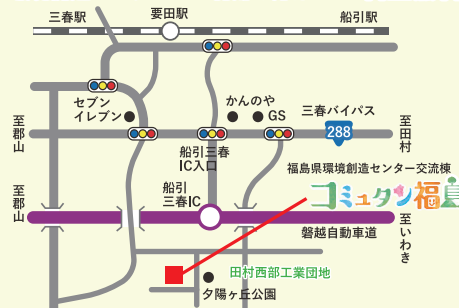 三春駅
要田駅
船引駅
セブン
イレブン
かんのや
GS
三春バイパス
288
至郡山
至田村
船引三春
IC入口
福島県環境創造センター交流棟
コミュタン福島
船引
三春IC
至郡山
磐越自動車道
至いわき
田村西部工業団地
夕陽ヶ丘公園